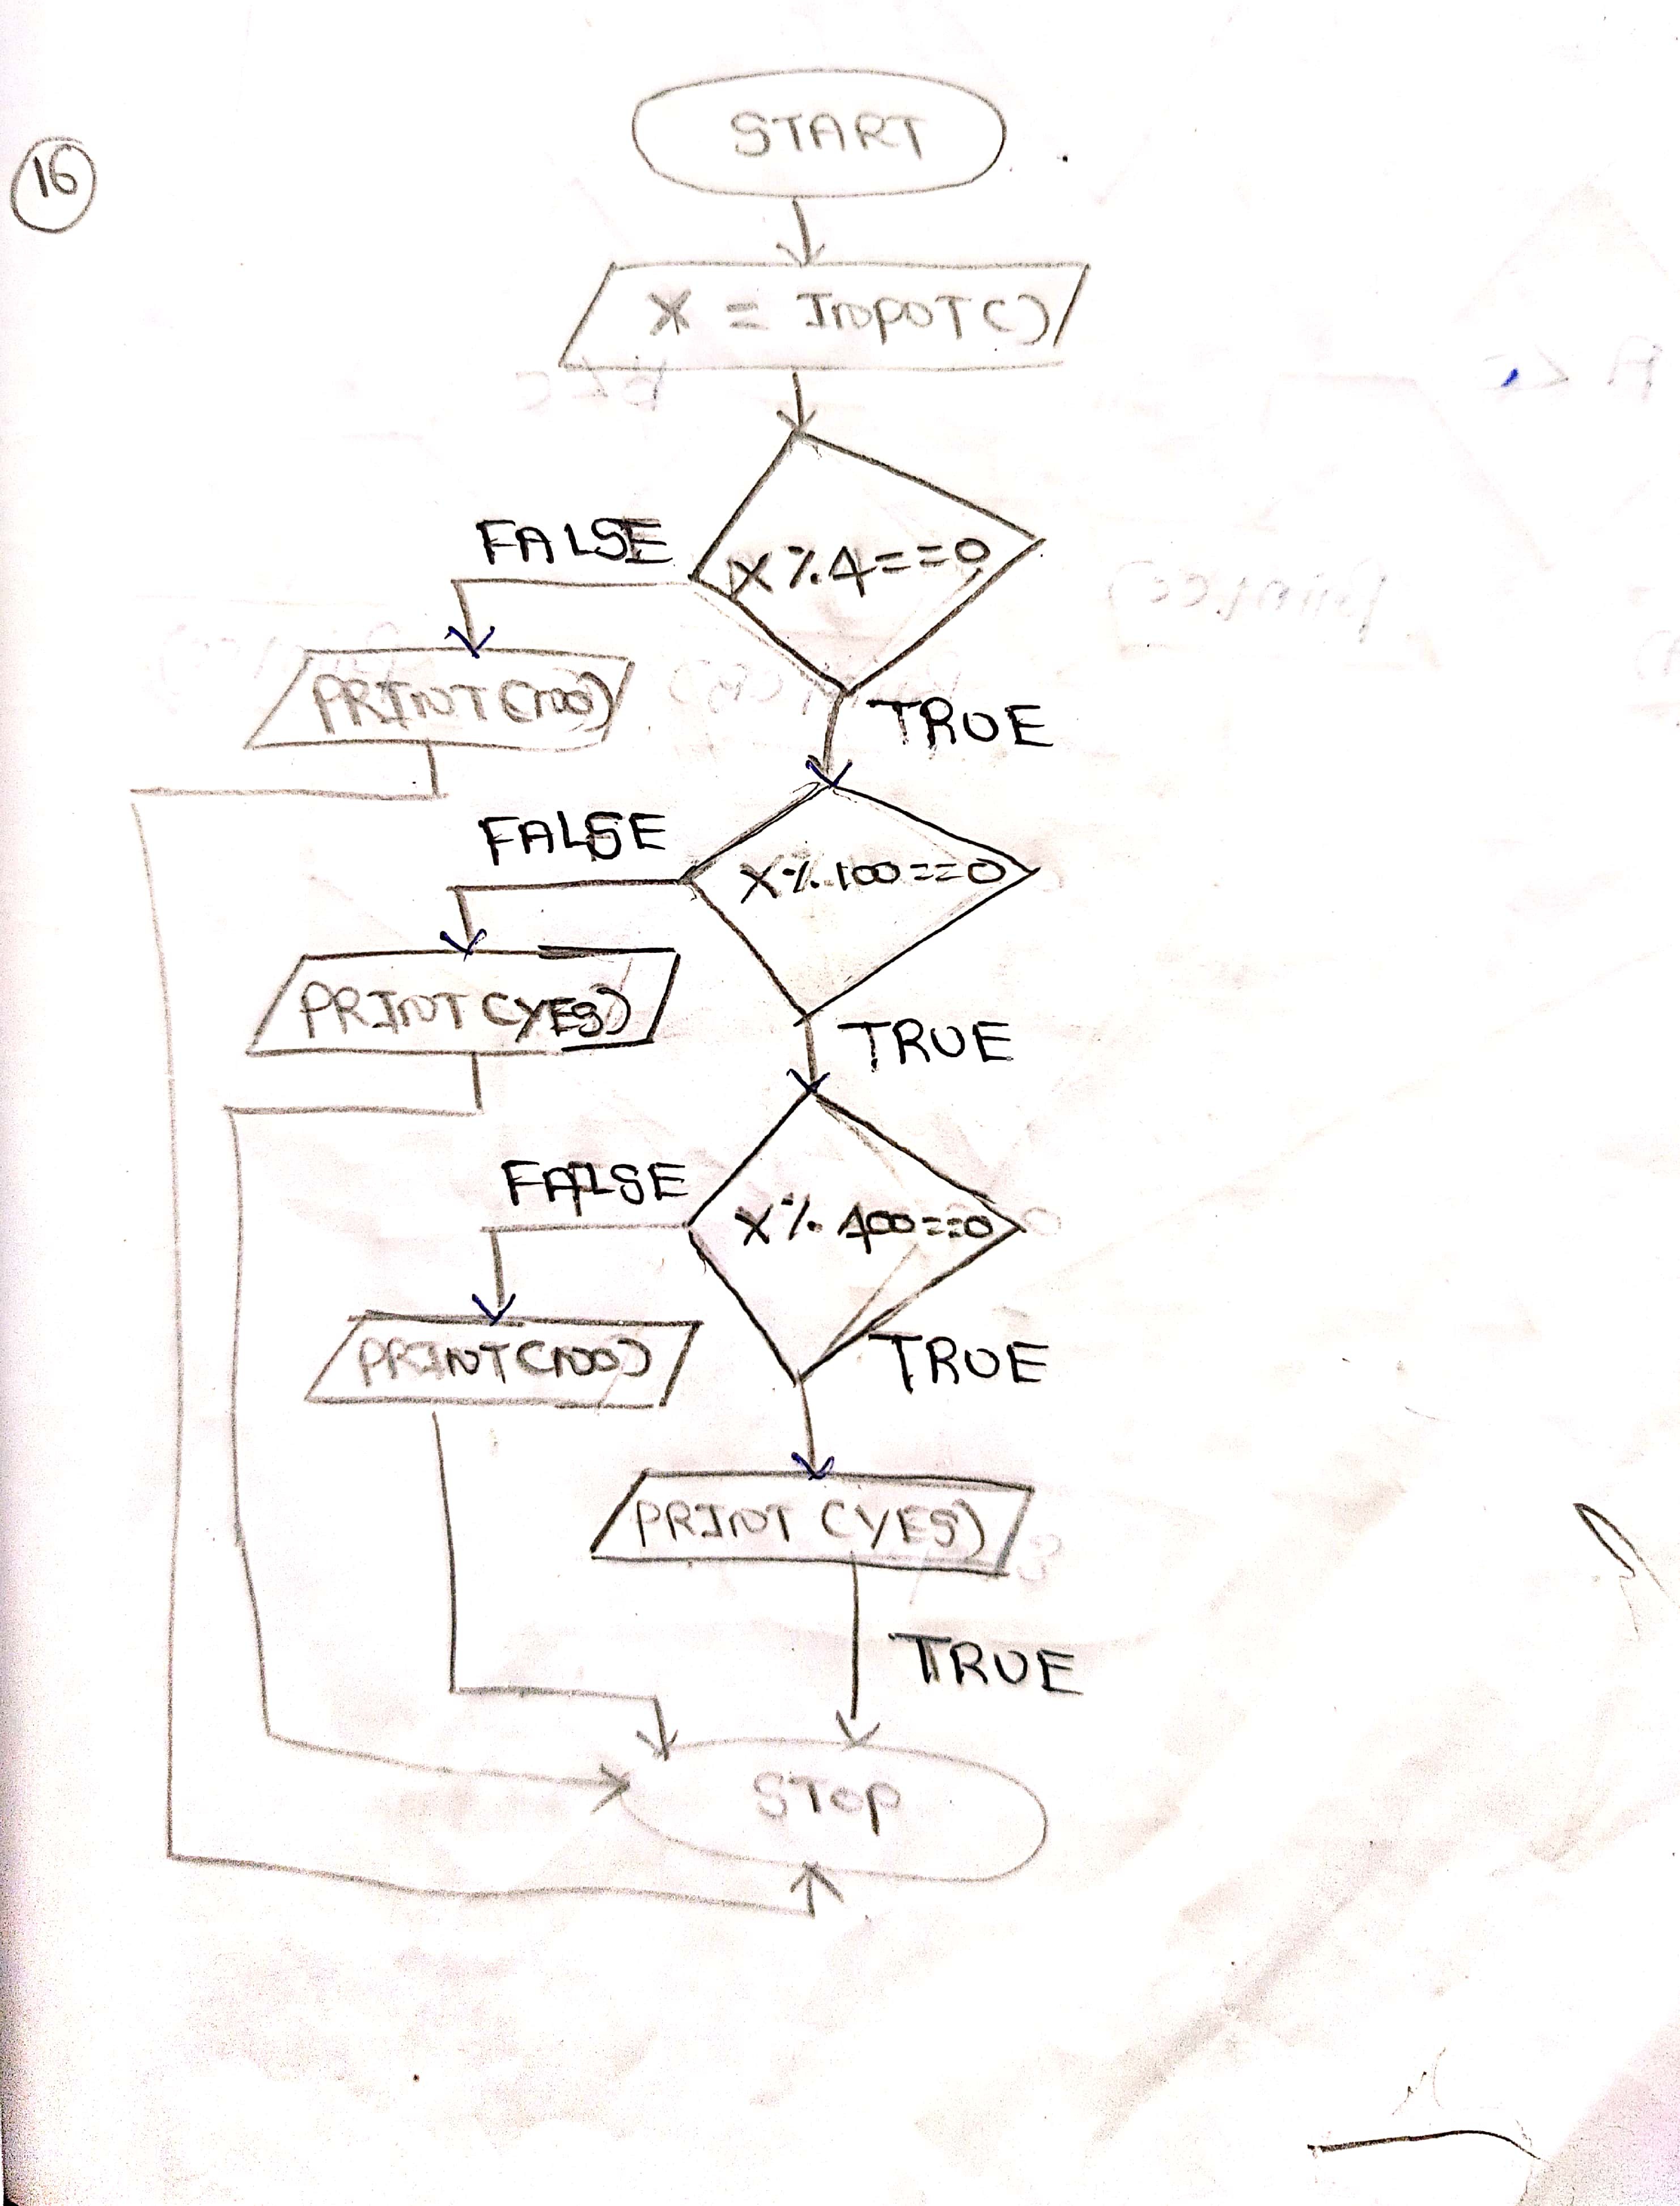 16
START
X = INPUT()
FALSE
X%4==0
PRINT(NO)
TRUE
FALSE
X%100==0
PRINT(YES)
TRUE
FALSE
X%400==0
PRINT(NO)
TRUE
PRINT (YES)
TRUE
STOP